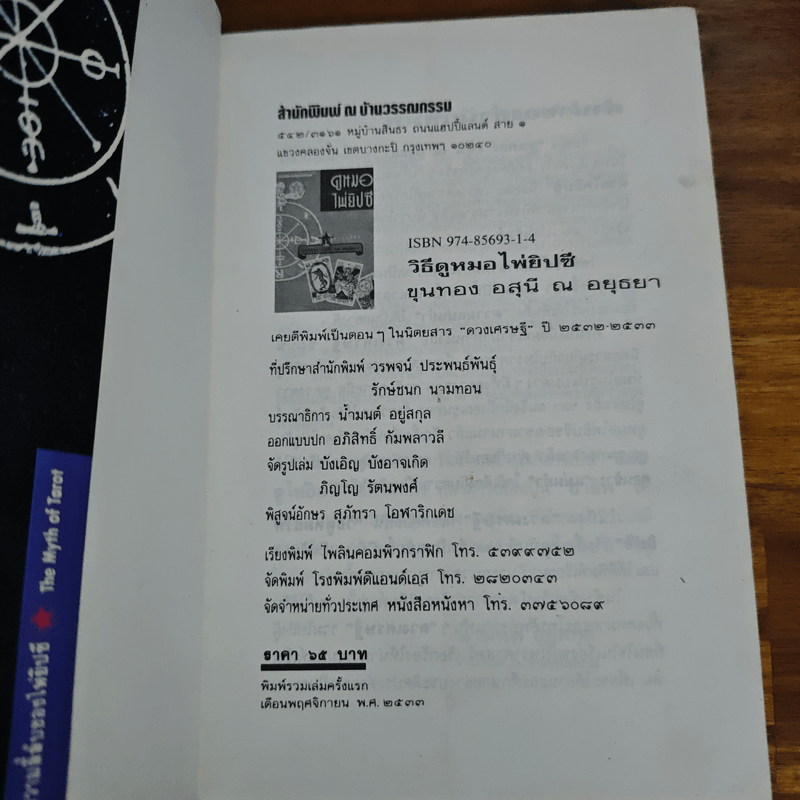 สำนักพิมพ์ ณ บ้านวรรณกรรม
๕๔๒/๓๑๖๑ หมู่บ้านสินธร ถนนแฮปปี้แลนด์ สาย ๑
แขวงคลองจั่น เขตบางกะปิ กรุงเทพฯ ๑๐๒๔๐
ดูหมอ
ไพ่ยิปซี
ISBN 974-85693-1-4
วิธีดูหมอไพ่ยิปซี
ขุนทอง อสุนี ณ อยุธยา
เคยตีพิมพ์เป็นตอนๆ ในนิตยสาร "ดวงเศรษฐี" ปี ๒๕๓๒-๒๕๓๓
ที่ปรึกษาสำนักพิมพ์ วรพจน์ ประพนธ์พันธุ์
รักษ์ชนก นามทอน
บรรณาธิการ น้ำมนต์ อยู่สกุล
ออกแบบปก อภิสิทธิ์ กัมพลาวลี
จัดรูปเล่ม บังเอิญ บังอาจเกิด
ภิญโญ รัตนพงศ์
พิสูจน์อักษร สุภัทรา โอฬาริกเดช
เรียงพิมพ์ ไพลินคอมพิวกราฟิก โทร. ๕๓๙๙๗๕๒
จัดพิมพ์ โรงพิมพ์ดีแอนด์เอส โทร. ๒๘๒๐๓๔๓
จัดจำหน่ายทั่วประเทศ หนังสือหนังหา โทร. ๓๗๕๖๐๘๙
ราคา ๖๕ บาท
พิมพ์รวมเล่มครั้งแรก
เดือนพฤศจิกายน พ.ศ. ๒๕๓๓
ความลี้ลับของไพ่ยิปซี ★ The Myth of Tarot